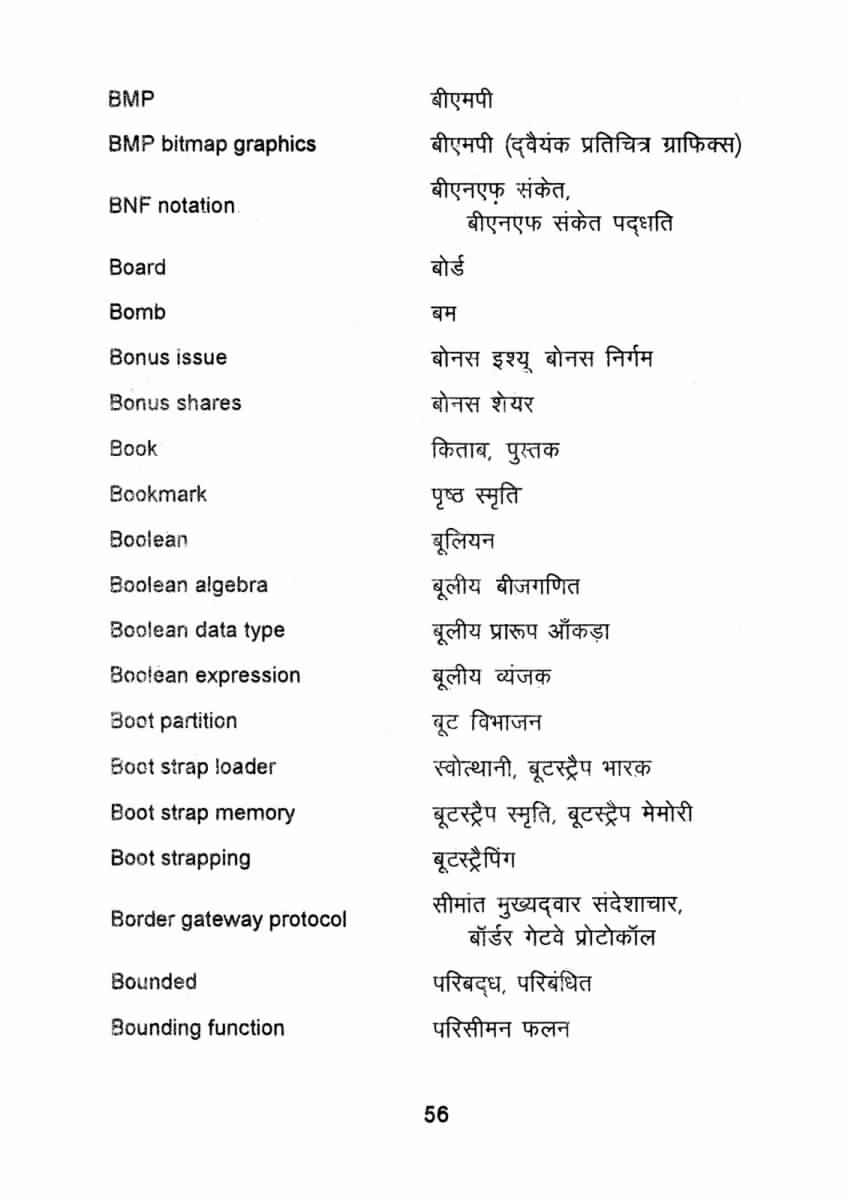 BMP बीएमपी
BMP bitmap graphics बीएमपी (द्‌वैयंक प्रतिचित्र ग्राफिक्स)
BNF notation बीएनएफ़ संकेत,
बीएनएफ संकेत पद्‌धति
Board बोर्ड
Bomb बम
Bonus issue बोनस इश्यू, बोनस निर्गम
Bonus shares बोनस शेयर
Book किताब, पुस्तक
Bookmark पृष्ठ स्मृति
Boolean बूलियन
Boolean algebra बूलीय बीजगणित
Boolean data type बूलीय प्रारूप आँकड़ा
Boolean expression बूलीय व्यंजक
Boot partition बूट विभाजन
Boot strap loader स्वोत्थानी, बूटस्ट्रैप भारक
Boot strap memory बूटस्ट्रैप स्मृति, बूटस्ट्रैप मेमोरी
Boot strapping बूटस्ट्रैपिंग
Border gateway protocol सीमांत मुख्यद्‌वार संदेशाचार,
बॉर्डर गेटवे प्रोटोकॉल
Bounded परिबद्‌ध, परिबंधित
Bounding function परिसीमन फलन
56